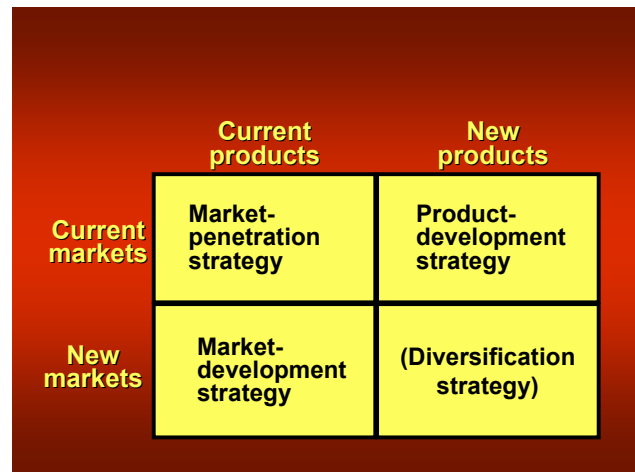 Current
products
New
products
Current
markets
Market-
penetration
strategy
Product-
development
strategy
New
markets
Market-
development
strategy
(Diversification
strategy)